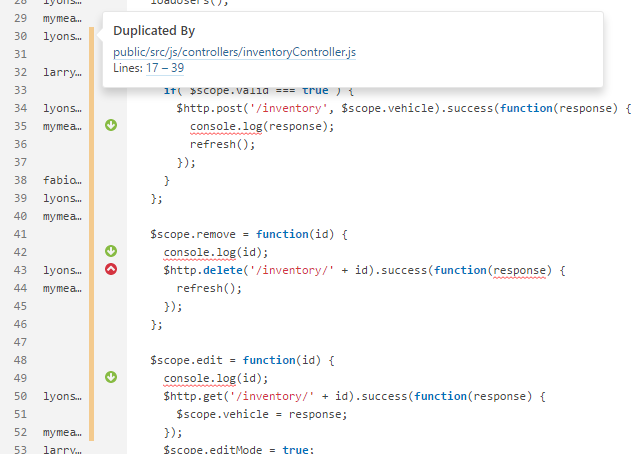 28 lyons… loadUsers();
29 mymea…
30 lyons…
Duplicated By
public/src/js/controllers/inventoryController.js
Lines: 17 – 39
31
32 larry…
33 if( $scope.valid === true ) {
34 lyons… $http.post('/inventory', $scope.vehicle).success(function(response) {
35 mymea… console.log(response);
36 refresh();
37 });
38 fabio… }
39 lyons… };
40 mymea…
41 $scope.remove = function(id) {
42 console.log(id);
43 lyons… $http.delete('/inventory/' + id).success(function(response) {
44 mymea… refresh();
45 });
46 };
47
48 $scope.edit = function(id) {
49 console.log(id);
50 lyons… $http.get('/inventory/' + id).success(function(response) {
51 $scope.vehicle = response;
52 mymea… });
53 larry… $scope.editMode = true;